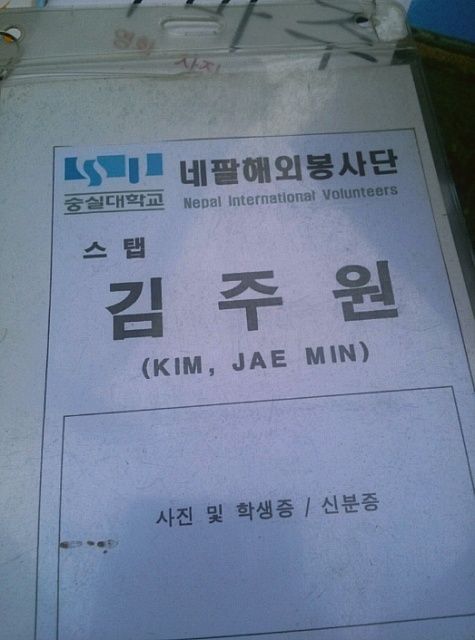 영화 사진
SSU 네팔해외봉사단
숭실대학교 Nepal International Volunteers
스탭
김주원
(KIM, JAE MIN)
사진 및 학생증 / 신분증